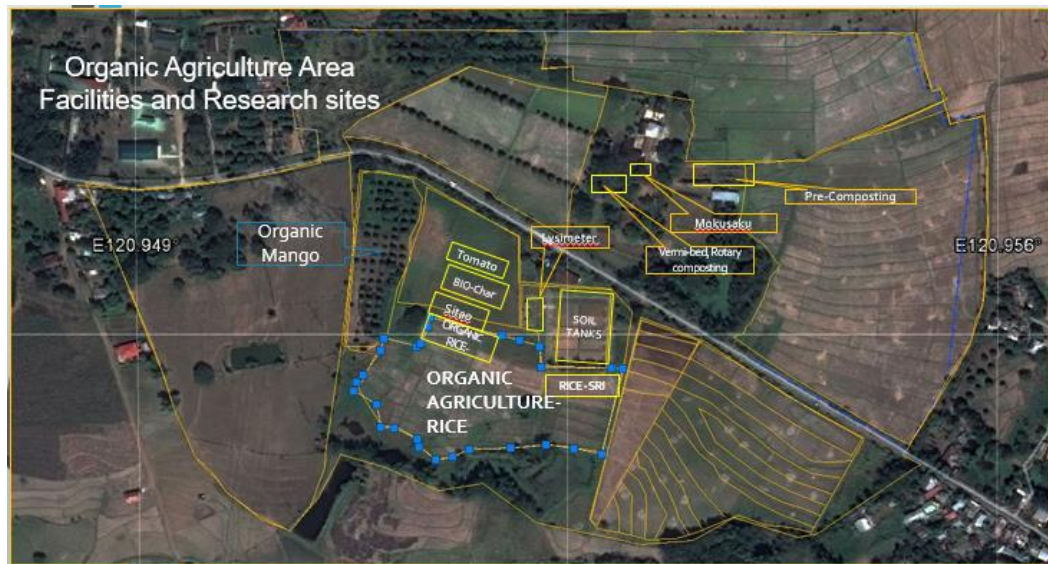 Organic Agriculture Area
Facilities and Research sites
E120.949°
E120.956°
Organic
Mango
Tomato
BIO-Char
Sitao
ORGANIC
RICE-
Lysimeter
SOIL
TANKS
RICE-SRI
ORGANIC
AGRICULTURE-
RICE
Pre-Composting
Mokusaku
Vermi-bed, Rotary
composting